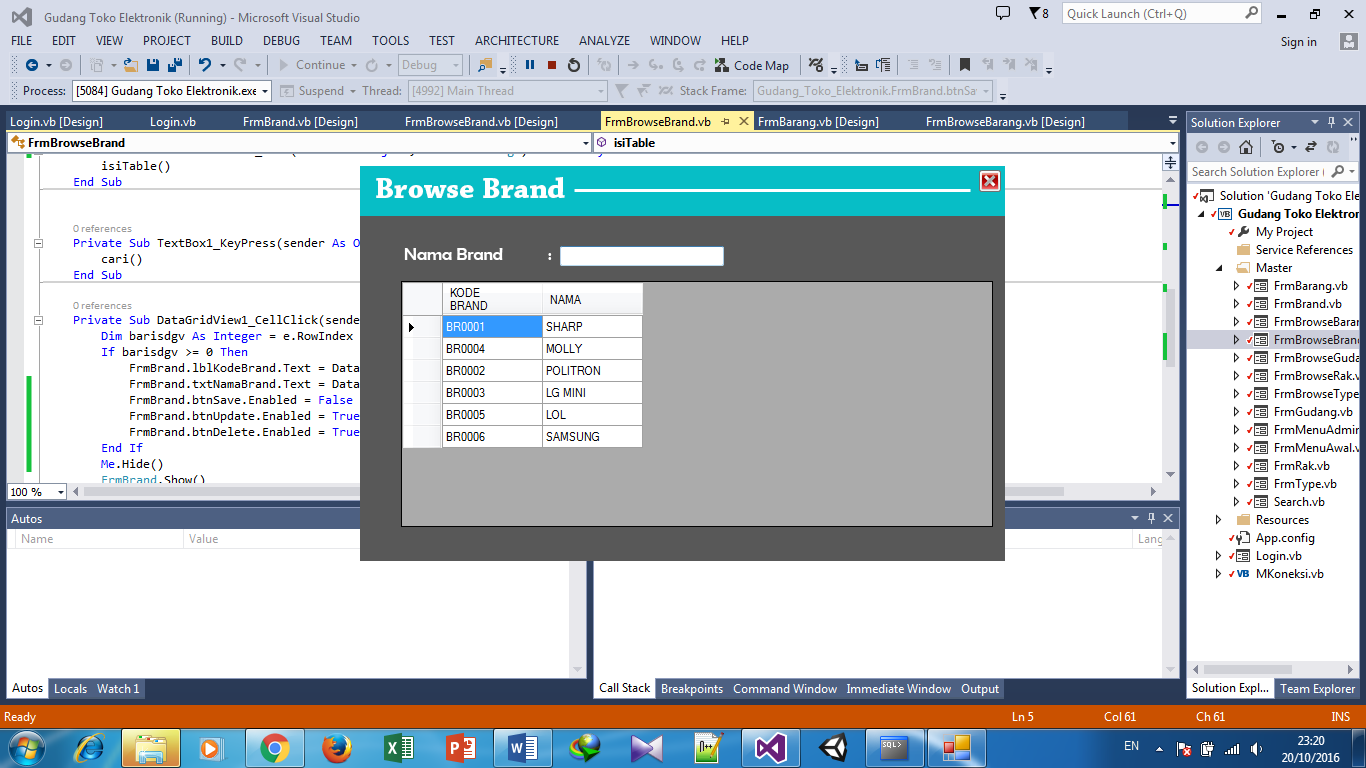 Gudang Toko Elektronik (Running) - Microsoft Visual Studio
8
Quick Launch (Ctrl+Q)
FILE EDIT VIEW PROJECT BUILD DEBUG TEAM TOOLS TEST ARCHITECTURE ANALYZE WINDOW HELP
Sign in
Continue Debug Code Map
Process: [5084] Gudang Toko Elektronik.exe Suspend Thread: [4992] Main Thread Stack Frame: Gudang_Toko_Elektronik.FrmBrand.btnSa
Login.vb [Design] Login.vb FrmBrand.vb [Design] FrmBrowseBrand.vb [Design] FrmBrowseBrand.vb FrmBarang.vb [Design] FrmBrowseBarang.vb [Design]
FrmBrowseBrand isiTable
isiTable()
End Sub
0 references
Private Sub TextBox1_KeyPress(sender As O
cari()
End Sub
0 references
Private Sub DataGridView1_CellClick(sende
Dim barisdgv As Integer = e.RowIndex
If barisdgv >= 0 Then
FrmBrand.lblKodeBrand.Text = Data
FrmBrand.txtNamaBrand.Text = Data
FrmBrand.btnSave.Enabled = False
FrmBrand.btnUpdate.Enabled = True
FrmBrand.btnDelete.Enabled = True
End If
Me.Hide()
FrmBrand.Show()
100 %
Browse Brand
Nama Brand :
KODE BRAND NAMA
BR0001 SHARP
BR0004 MOLLY
BR0002 POLITRON
BR0003 LG MINI
BR0005 LOL
BR0006 SAMSUNG
Solution Explorer
Search Solution Explorer (
Solution 'Gudang Toko Ele
Gudang Toko Elektron
My Project
Service References
Master
FrmBarang.vb
FrmBrand.vb
FrmBrowseBaran
FrmBrowseBrand
FrmBrowseGuda
FrmBrowseRak.v
FrmBrowseType
FrmGudang.vb
FrmMenuAdmin
FrmMenuAwal.v
FrmRak.vb
FrmType.vb
Search.vb
Resources
App.config
Login.vb
VB MKoneksi.vb
Solution Expl... Team Explorer
Autos
Name Value
Lang
Autos Locals Watch 1
Call Stack Breakpoints Command Window Immediate Window Output
Ready Ln 5 Col 61 Ch 61 INS
EN
23:20
20/10/2016